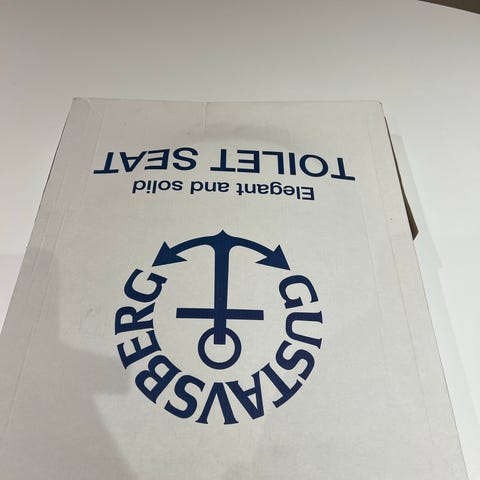 GUSTAVSBERG
Elegant and solid
TOILET SEAT